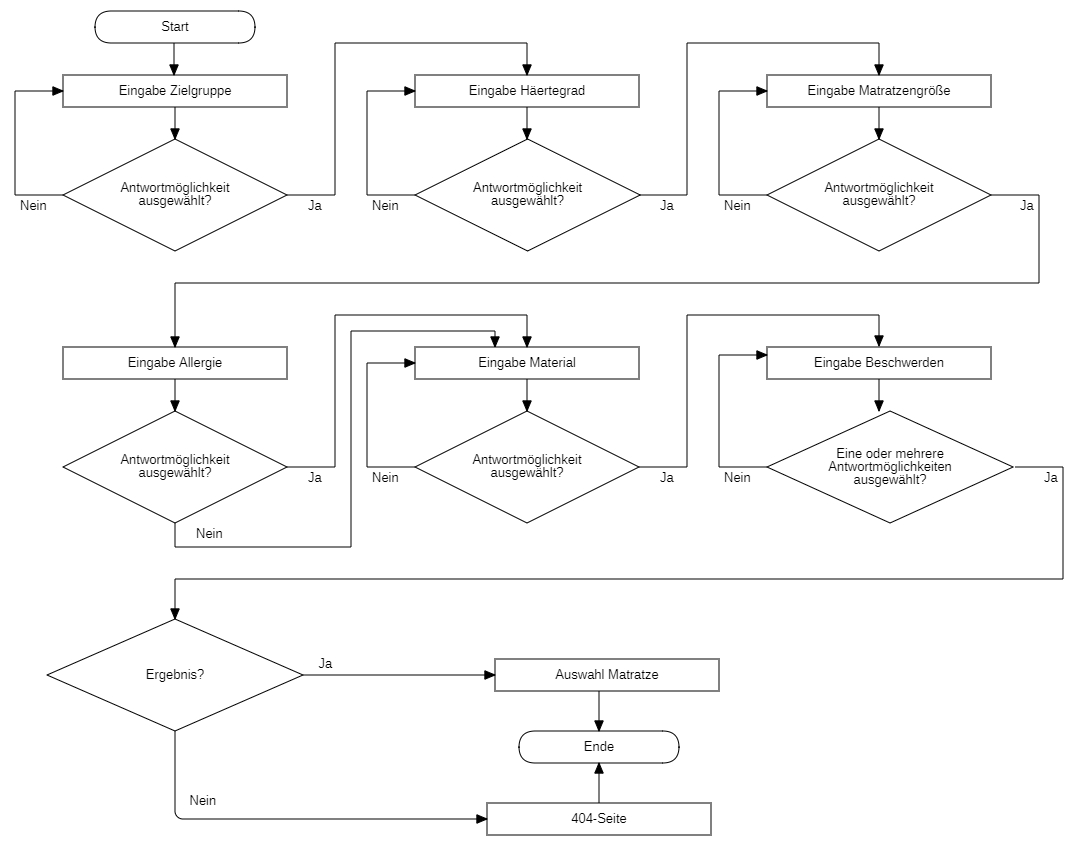 Start
Eingabe Zielgruppe
Eingabe Häertegrad
Eingabe Matratzengröße
Antwortmöglichkeit
ausgewählt?
Nein
Ja
Antwortmöglichkeit
ausgewählt?
Nein
Ja
Antwortmöglichkeit
ausgewählt?
Nein
Ja
Eingabe Allergie
Eingabe Material
Eingabe Beschwerden
Antwortmöglichkeit
ausgewählt?
Ja
Nein
Antwortmöglichkeit
ausgewählt?
Nein
Ja
Eine oder mehrere
Antwortmöglichkeiten
ausgewählt?
Nein
Ja
Ergebnis?
Ja
Auswahl Matratze
Ende
Nein
404-Seite